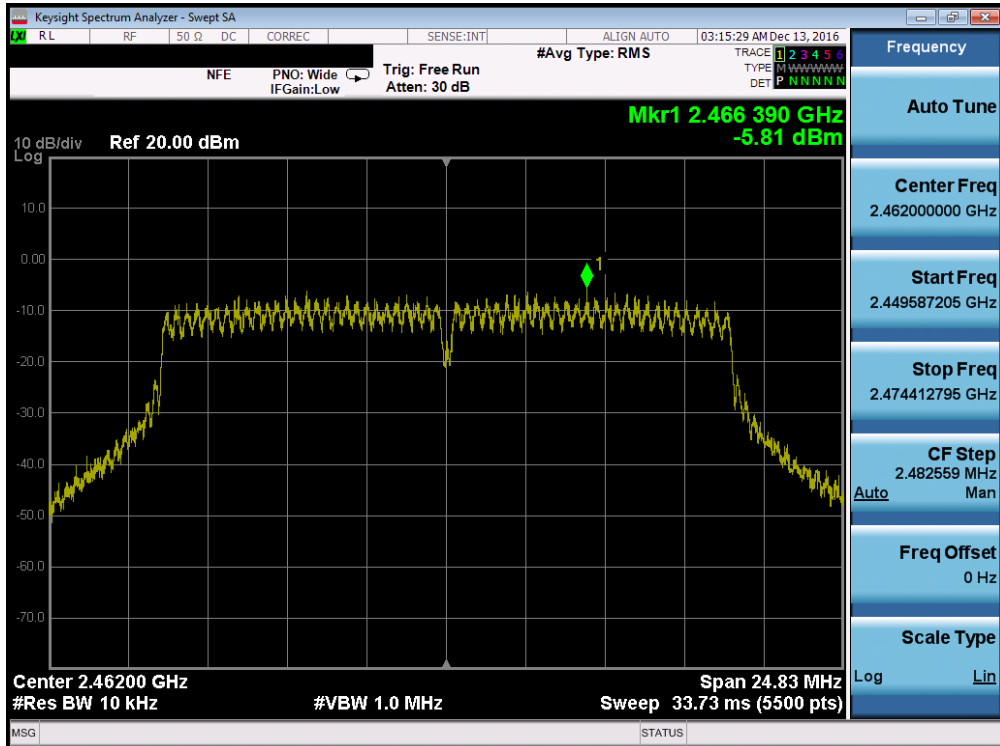 Keysight Spectrum Analyzer - Swept SA
LXI RL RF 50 Ω DC CORREC SENSE:INT ALIGN AUTO 03:15:29 AM Dec 13, 2016
NFE PNO: Wide Trig: Free Run #Avg Type: RMS TRACE 1 2 3 4 5 6
IFGain:Low Atten: 30 dB TYPE M W W W W W
DET P N N N N N
Mkr1 2.466 390 GHz
-5.81 dBm
10 dB/div Ref 20.00 dBm
Log
10.0
0.00
-10.0
-20.0
-30.0
-40.0
-50.0
-60.0
-70.0
1
Center 2.46200 GHz Span 24.83 MHz
#Res BW 10 kHz #VBW 1.0 MHz Sweep 33.73 ms (5500 pts)
MSG STATUS
Frequency
Auto Tune
Center Freq
2.462000000 GHz
Start Freq
2.449587205 GHz
Stop Freq
2.474412795 GHz
CF Step
2.482559 MHz
Auto Man
Freq Offset
0 Hz
Scale Type
Log Lin